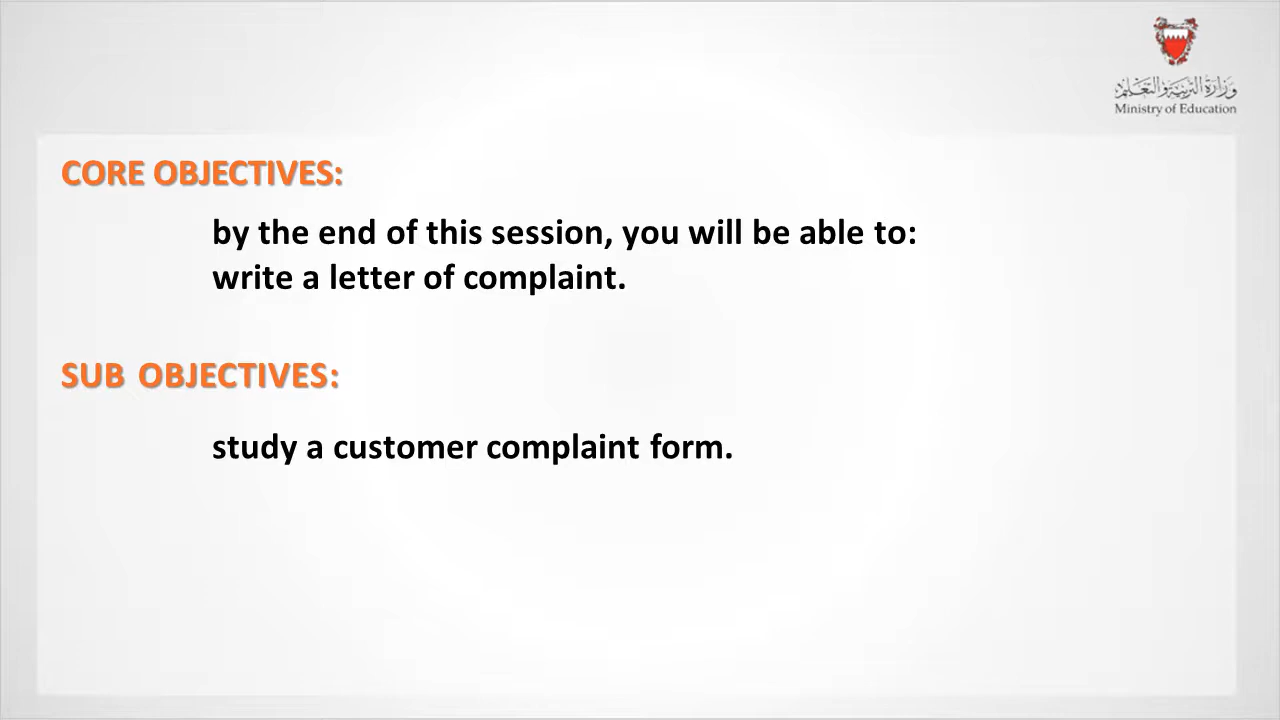 وزارة التربية والتعليم
Ministry of Education
CORE OBJECTIVES:
by the end of this session, you will be able to:
write a letter of complaint.
SUB OBJECTIVES:
study a customer complaint form.